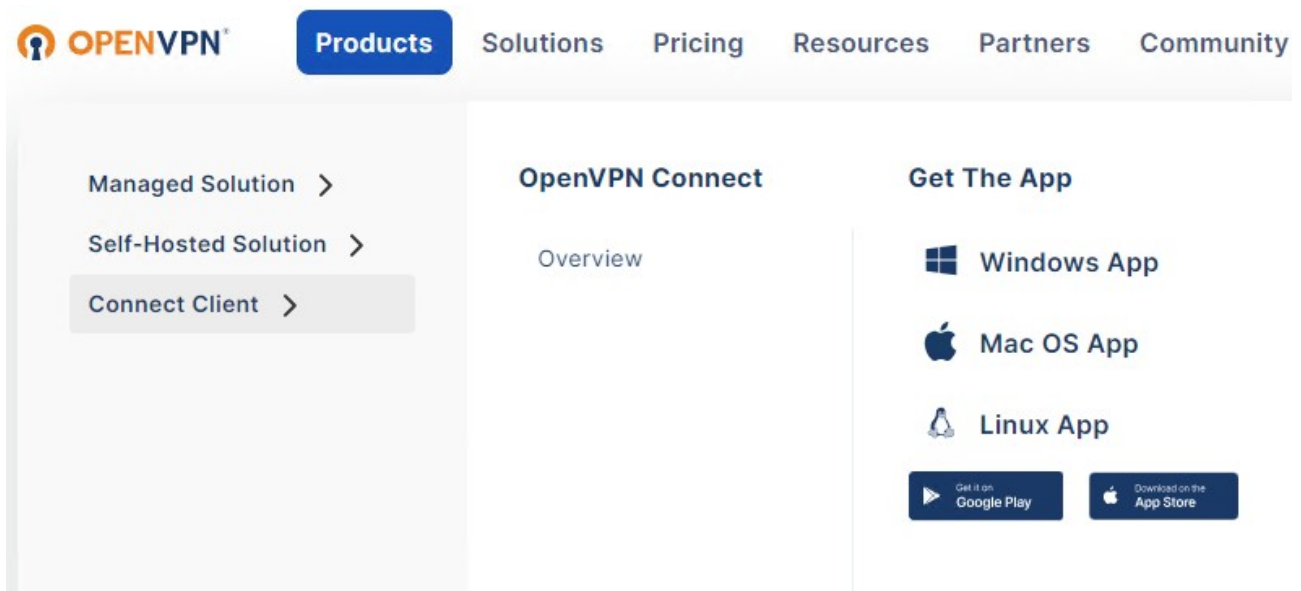 OPENVPN®
Products Solutions Pricing Resources Partners Community
Managed Solution
Self-Hosted Solution
Connect Client
OpenVPN Connect
Overview
Get The App
Windows App
Mac OS App
Linux App
Get it on
Google Play
Download on the
App Store